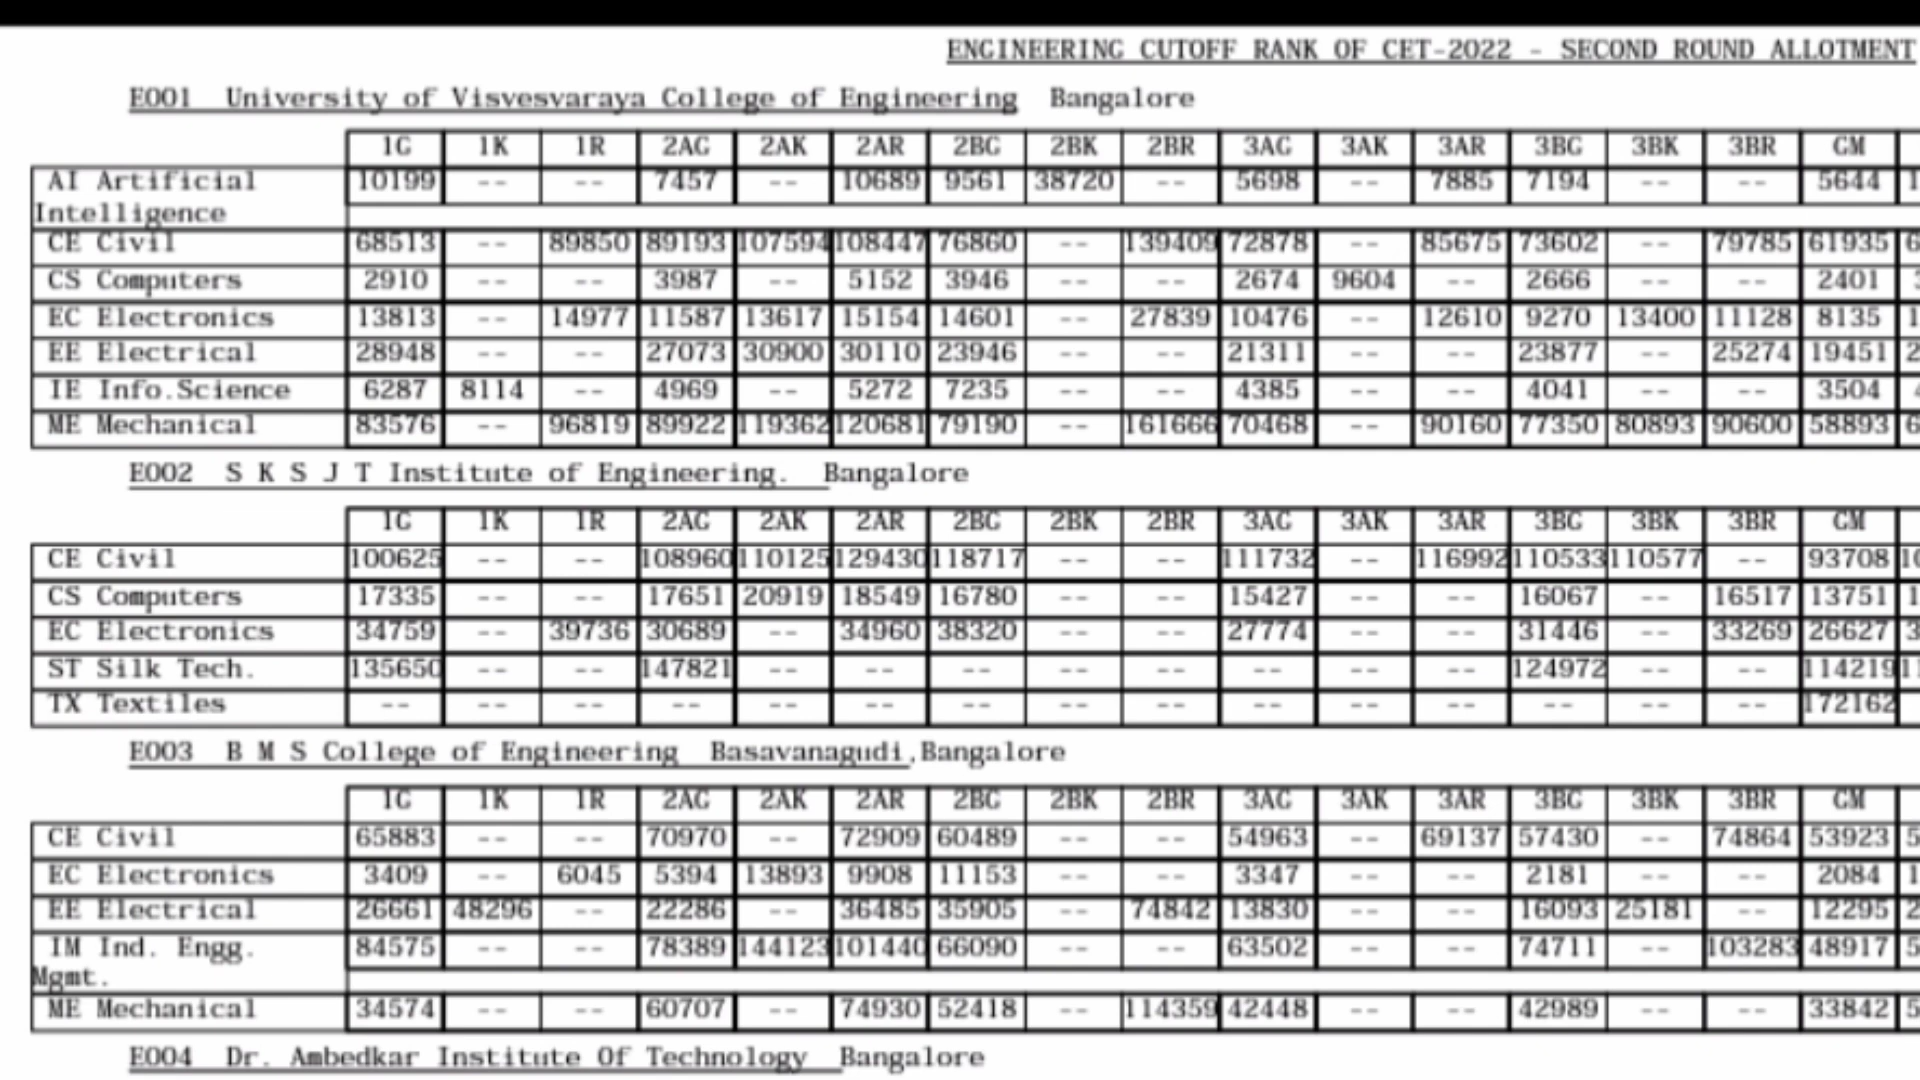 ENGINEERING CUTOFF RANK OF CET-2022 - SECOND ROUND ALLOTMENT
E001 University of Visvesvaraya College of Engineering Bangalore
1G 1K 1R 2AG 2AK 2AR 2BG 2BK 2BR 3AG 3AK 3AR 3BG 3BK 3BR GM
AI Artificial 10199 -- -- 7457 -- 10689 9561 38720 -- 5698 -- 7885 7194 -- -- 5644 1
Intelligence
CE Civil 68513 -- 89850 89193 107594 108447 76860 -- 139409 72878 -- 85675 73602 -- 79785 61935 6
CS Computers 2910 -- -- 3987 -- 5152 3946 -- -- 2674 9604 -- 2666 -- -- 2401
EC Electronics 13813 -- 14977 11587 13617 15154 14601 -- 27839 10476 -- 12610 9270 13400 11128 8135 1
EE Electrical 28948 -- -- 27073 30900 30110 23946 -- -- 21311 -- -- 23877 -- 25274 19451 2
IE Info.Science 6287 8114 -- 4969 -- 5272 7235 -- -- 4385 -- -- 4041 -- -- 3504
ME Mechanical 83576 -- 96819 89922 119362 120681 79190 -- 161666 70468 -- 90160 77350 80893 90600 58893 6
E002 S K S J T Institute of Engineering. Bangalore
1G 1K 1R 2AG 2AK 2AR 2BG 2BK 2BR 3AG 3AK 3AR 3BG 3BK 3BR GM
CE Civil 100625 -- -- 108960 110125 129430 118717 -- -- 111732 -- 116992 110533 110577 -- 93708 10
CS Computers 17335 -- -- 17651 20919 18549 16780 -- -- 15427 -- -- 16067 -- 16517 13751 1
EC Electronics 34759 -- 39736 30689 -- 34960 38320 -- -- 27774 -- -- 31446 -- 33269 26627 3
ST Silk Tech. 135650 -- -- 147821 -- -- -- -- -- -- -- -- 124972 -- -- 114219 11
TX Textiles -- -- -- -- -- -- -- -- -- -- -- -- -- -- -- 172162
E003 B M S College of Engineering Basavanagudi,Bangalore
1G 1K 1R 2AG 2AK 2AR 2BG 2BK 2BR 3AG 3AK 3AR 3BG 3BK 3BR GM
CE Civil 65883 -- -- 70970 -- 72909 60489 -- -- 54963 -- 69137 57430 -- 74864 53923 5
EC Electronics 3409 -- 6045 5394 13893 9908 11153 -- -- 3347 -- -- 2181 -- -- 2084 1
EE Electrical 26661 48296 -- 22286 -- 36485 35905 -- 74842 13830 -- -- 16093 25181 -- 12295 2
IM Ind. Engg. 84575 -- -- 78389 144123 101440 66090 -- -- 63502 -- -- 74711 -- 103283 48917 5
Mgmt.
ME Mechanical 34574 -- -- 60707 -- 74930 52418 -- 114359 42448 -- -- 42989 -- -- 33842 5
E004 Dr. Ambedkar Institute Of Technology Bangalore